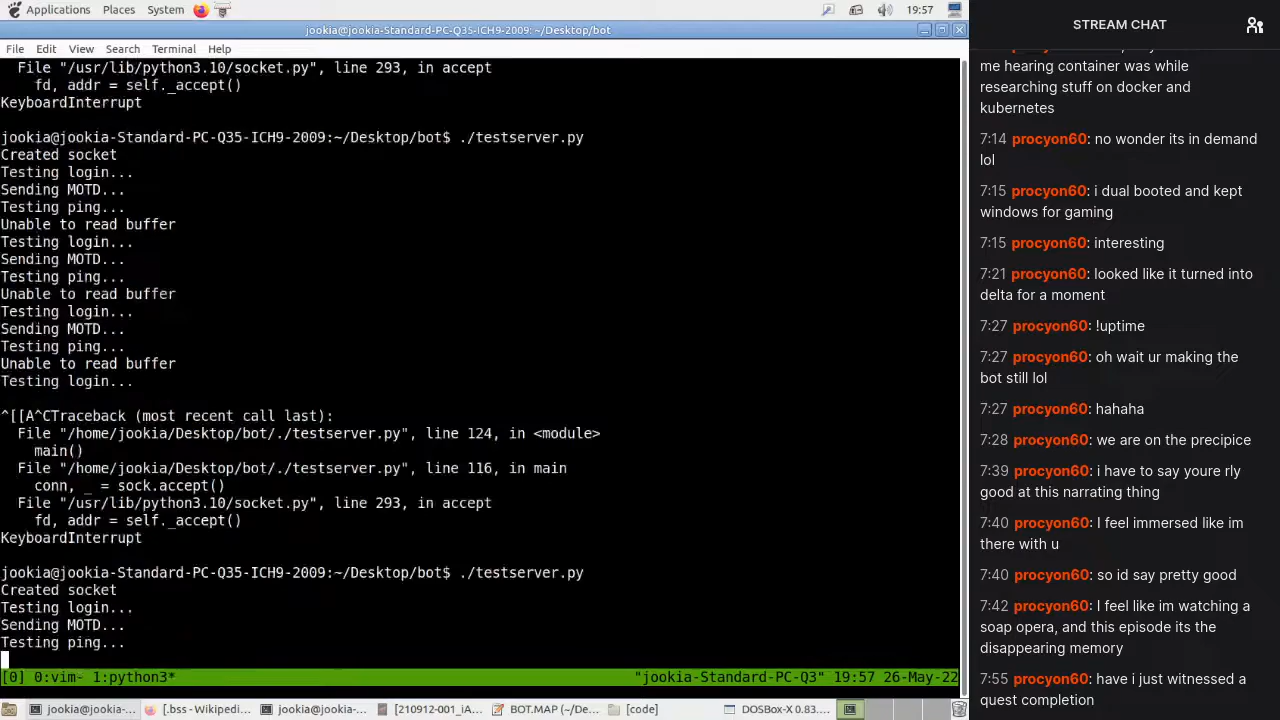 Applications Places System 19:57
jookia@jookia-Standard-PC-Q35-ICH9-2009: ~/Desktop/bot
File Edit View Search Terminal Help
File "/usr/lib/python3.10/socket.py", line 293, in accept
fd, addr = self._accept()
KeyboardInterrupt
jookia@jookia-Standard-PC-Q35-ICH9-2009:~/Desktop/bot$ ./testserver.py
Created socket
Testing login...
Sending MOTD...
Testing ping...
Unable to read buffer
Testing login...
Sending MOTD...
Testing ping...
Unable to read buffer
Testing login...
Sending MOTD...
Testing ping...
Unable to read buffer
Testing login...
^[[A^CTraceback (most recent call last):
File "/home/jookia/Desktop/bot/./testserver.py", line 124, in <module>
main()
File "/home/jookia/Desktop/bot/./testserver.py", line 116, in main
conn, _ = sock.accept()
File "/usr/lib/python3.10/socket.py", line 293, in accept
fd, addr = self._accept()
KeyboardInterrupt
jookia@jookia-Standard-PC-Q35-ICH9-2009:~/Desktop/bot$ ./testserver.py
Created socket
Testing login...
Sending MOTD...
Testing ping...
[0] 0:vim- 1:python3* "jookia-Standard-PC-Q3" 19:57 26-May-22
jookia@jookia-... [.bss - Wikipedi... jookia@jookia-... [210912-001_iA... BOT.MAP (~/De... [code] DOSBox-X 0.83....
STREAM CHAT
me hearing container was while
researching stuff on docker and
kubernetes
7:14 procyon60: no wonder its in demand
lol
7:15 procyon60: i dual booted and kept
windows for gaming
7:15 procyon60: interesting
7:21 procyon60: looked like it turned into
delta for a moment
7:27 procyon60: !uptime
7:27 procyon60: oh wait ur making the
bot still lol
7:27 procyon60: hahaha
7:28 procyon60: we are on the precipice
7:39 procyon60: i have to say youre rly
good at this narrating thing
7:40 procyon60: I feel immersed like im
there with u
7:40 procyon60: so id say pretty good
7:42 procyon60: I feel like im watching a
soap opera, and this episode its the
disappearing memory
7:55 procyon60: have i just witnessed a
quest completion